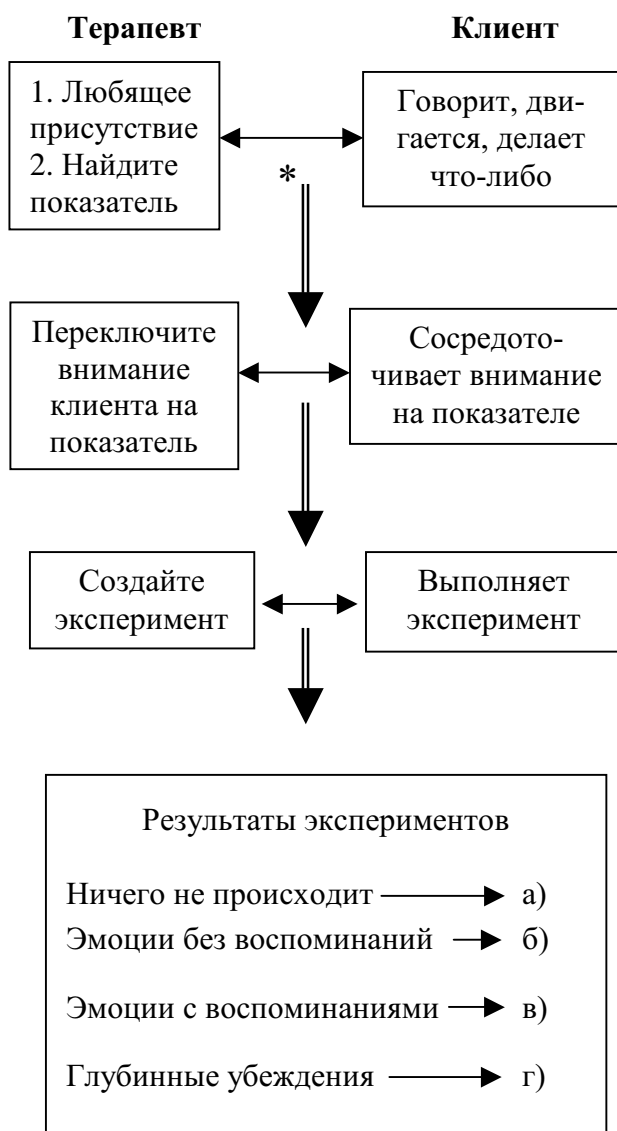 Терапевт
Клиент
1. Любящее
присутствие
2. Найдите
показатель
Говорит, дви-
гается, делает
что-либо
*
Переключите
внимание
клиента на
показатель
Сосредото-
чивает внимание
на показателе
Создайте
эксперимент
Выполняет
эксперимент
Результаты экспериментов
Ничего не происходит а)
Эмоции без воспоминаний б)
Эмоции с воспоминаниями в)
Глубинные убеждения г)